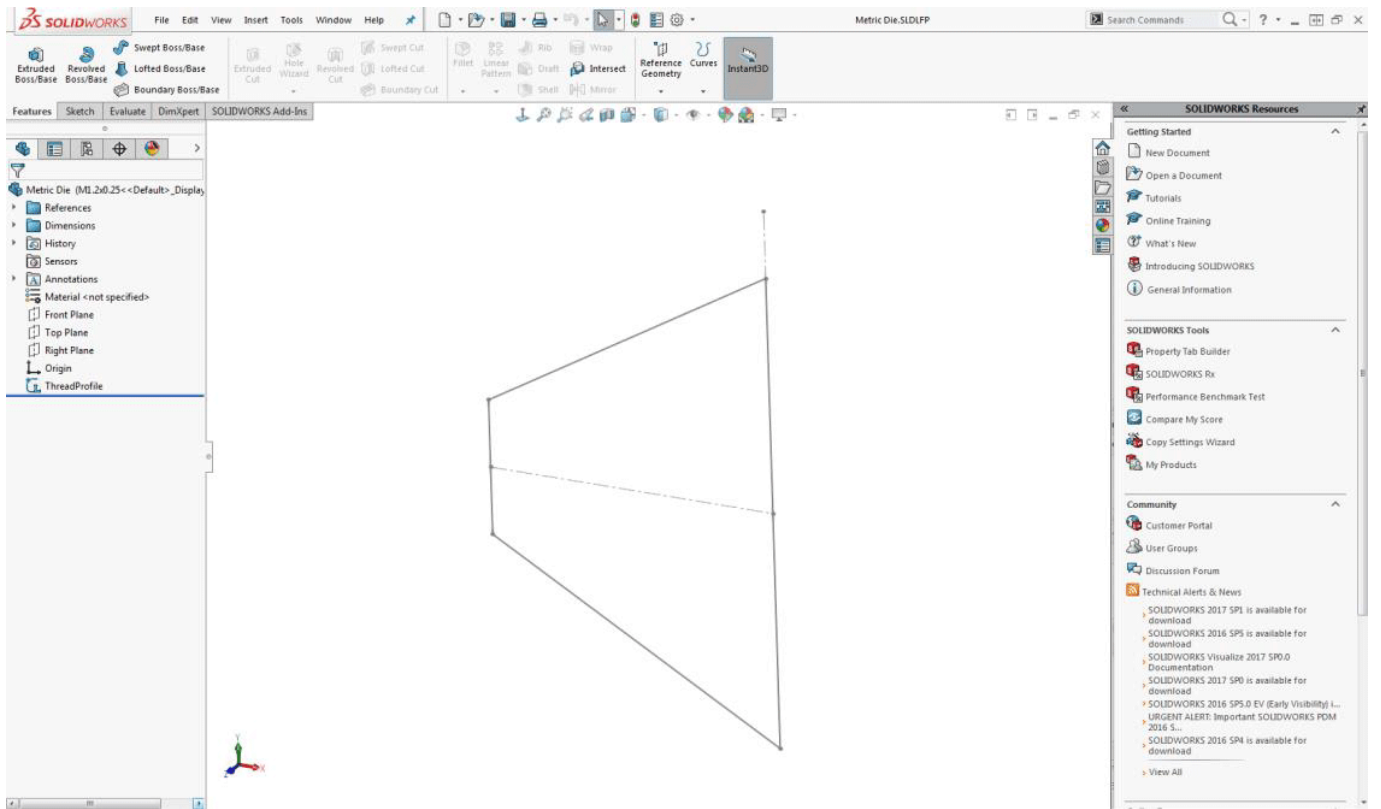 SOLIDWORKS File Edit View Insert Tools Window Help Metric Die.SLDLFP Search Commands
Extruded Boss/Base
Revolved Boss/Base
Swept Boss/Base
Lofted Boss/Base
Boundary Boss/Base
Extruded Cut
Hole Wizard
Revolved Cut
Swept Cut
Lofted Cut
Boundary Cut
Fillet
Linear Pattern
Rib
Draft
Shell
Wrap
Intersect
Mirror
Reference Geometry
Curves
Instant3D
Features Sketch Evaluate DimXpert SOLIDWORKS Add-Ins
Metric Die (M1.2x0.25<<Default>_Display
References
Dimensions
History
Sensors
Annotations
Material <not specified>
Front Plane
Top Plane
Right Plane
Origin
ThreadProfile
Y
X
Z
SOLIDWORKS Resources
Getting Started
New Document
Open a Document
Tutorials
Online Training
What's New
Introducing SOLIDWORKS
General Information
SOLIDWORKS Tools
Property Tab Builder
SOLIDWORKS Rx
Performance Benchmark Test
Compare My Score
Copy Settings Wizard
My Products
Community
Customer Portal
User Groups
Discussion Forum
Technical Alerts & News
SOLIDWORKS 2017 SP1 is available for
download
SOLIDWORKS 2016 SP5 is available for
download
SOLIDWORKS Visualize 2017 SP0.0
Documentation
SOLIDWORKS 2017 SP0 is available for
download
SOLIDWORKS 2016 SP5.0 EV (Early Visibility) i...
URGENT ALERT: Important SOLIDWORKS PDM
2016 S...
SOLIDWORKS 2016 SP4 is available for
download
View All